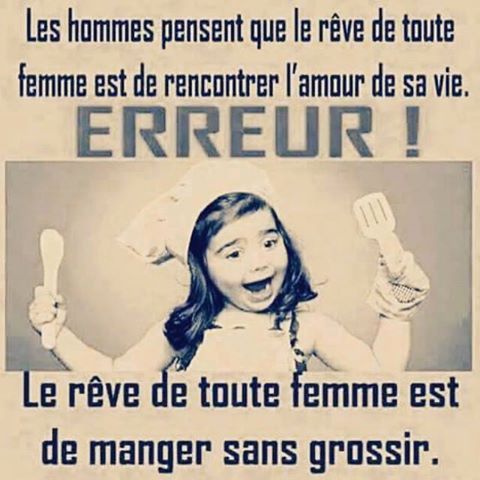 Les hommes pensent que le rêve de toute
femme est de rencontrer l'amour de sa vie.
ERREUR !
Le rêve de toute femme est
de manger sans grossir.